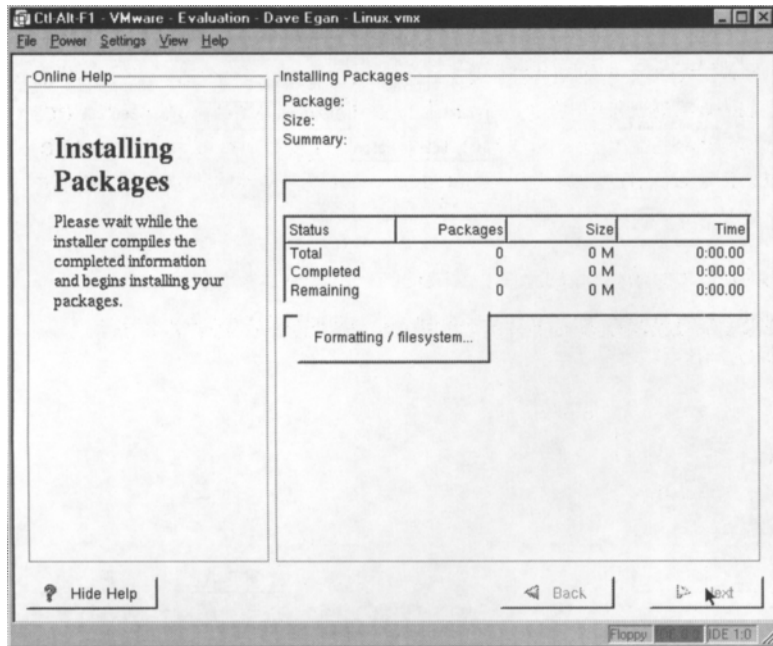 Ctl-Alt-F1 - VMware - Evaluation - Dave Egan - Linux.vmx
File Power Settings View Help
Online Help
Installing
Packages
Please wait while the
installer compiles the
completed information
and begins installing your
packages.
Installing Packages
Package:
Size:
Summary:
Status Packages Size Time
Total 0 0 M 0:00.00
Completed 0 0 M 0:00.00
Remaining 0 0 M 0:00.00
Formatting / filesystem...
? Hide Help
Back
Next
Floppy IDE 1:0